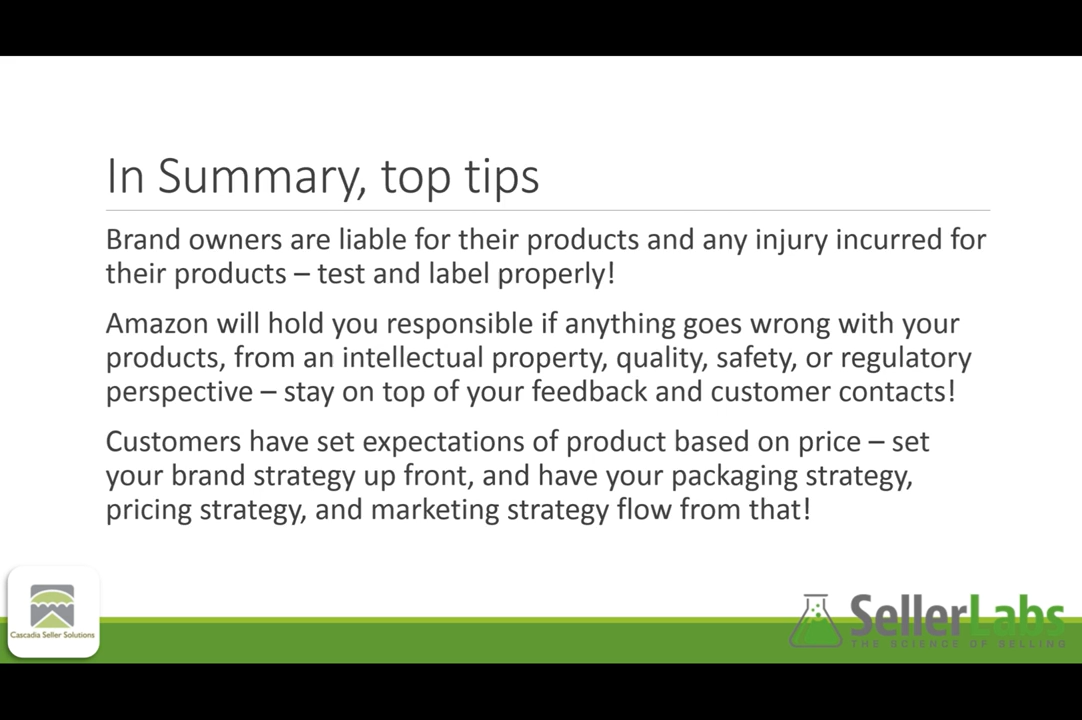 In Summary, top tips
Brand owners are liable for their products and any injury incurred for
their products – test and label properly!
Amazon will hold you responsible if anything goes wrong with your
products, from an intellectual property, quality, safety, or regulatory
perspective – stay on top of your feedback and customer contacts!
Customers have set expectations of product based on price – set
your brand strategy up front, and have your packaging strategy,
pricing strategy, and marketing strategy flow from that!
Cascadia Seller Solutions
SellerLabs
THE SCIENCE OF SELLING